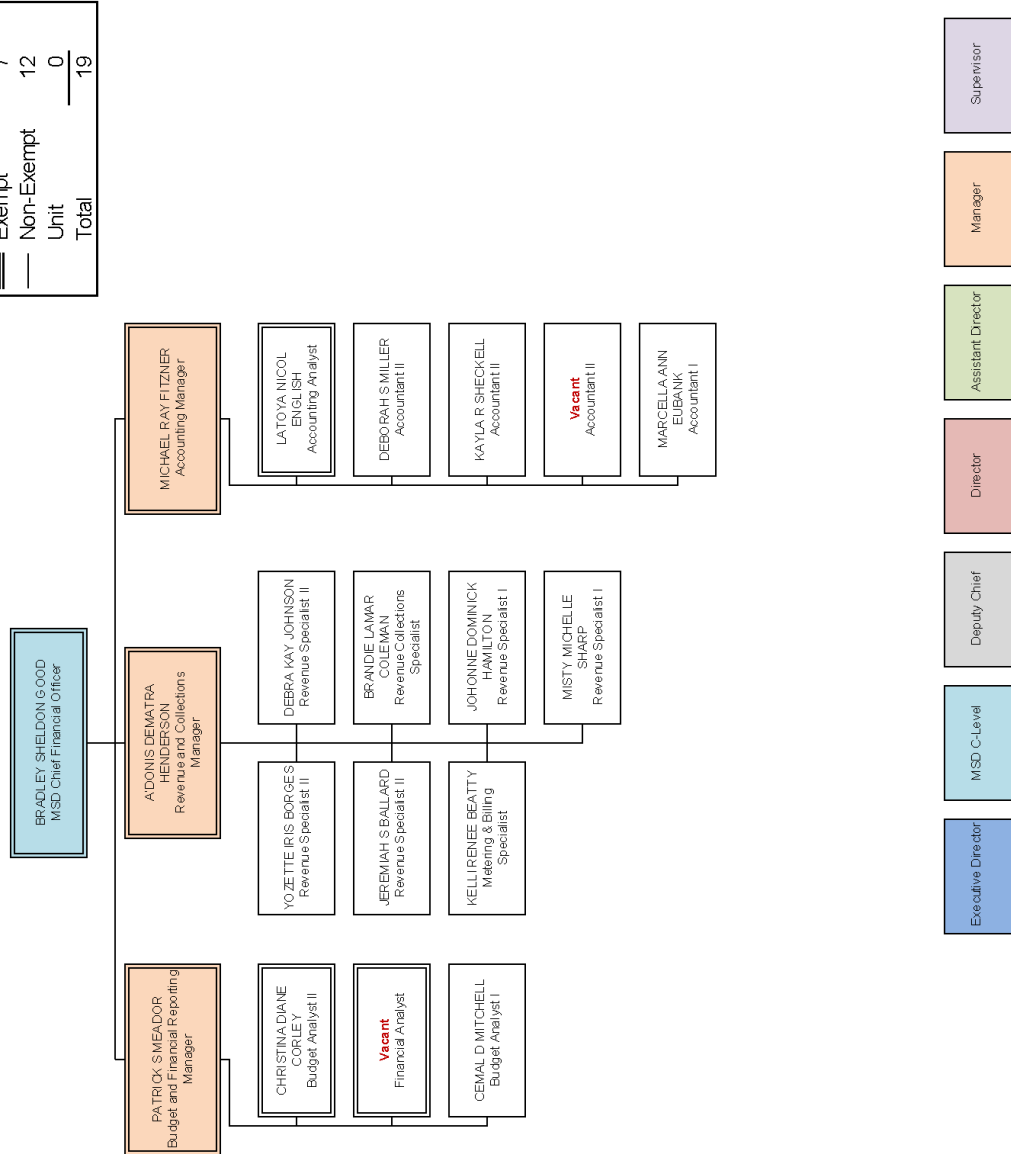 Exempt 7
Non-Exempt 12
Unit 0
Total 19
BRADLEY SHELDON GOOD
MSD Chief Financial Officer
PATRICK S MEADOR
Budget and Financial Reporting
Manager
CHRISTINA DIANE
CORLEY
Budget Analyst II
Vacant
Financial Analyst
CEMAL D MITCHELL
Budget Analyst I
A'DONIS DEMATRA
HENDERSON
Revenue and Collections
Manager
YOZETTE IRIS BORGES
Revenue Specialist II
DEBRA KAY JOHNSON
Revenue Specialist II
JEREMIAH S BALLARD
Revenue Specialist II
BRANDIE LAMAR
COLEMAN
Revenue Collections
Specialist
KELLI RENEE BEATTY
Metering & Billing
Specialist
JOHONNE DOMINICK
HAMILTON
Revenue Specialist I
MISTY MICHELLE
SHARP
Revenue Specialist I
MICHAEL RAY FITZNER
Accounting Manager
LATOYA NICOL
ENGLISH
Accounting Analyst
DEBORAH S MILLER
Accountant II
KAYLA R SHECKELL
Accountant II
Vacant
Accountant II
MARCELLA ANN
EUBANK
Accountant I
Executive Director
MSD C-Level
Deputy Chief
Director
Assistant Director
Manager
Supervisor